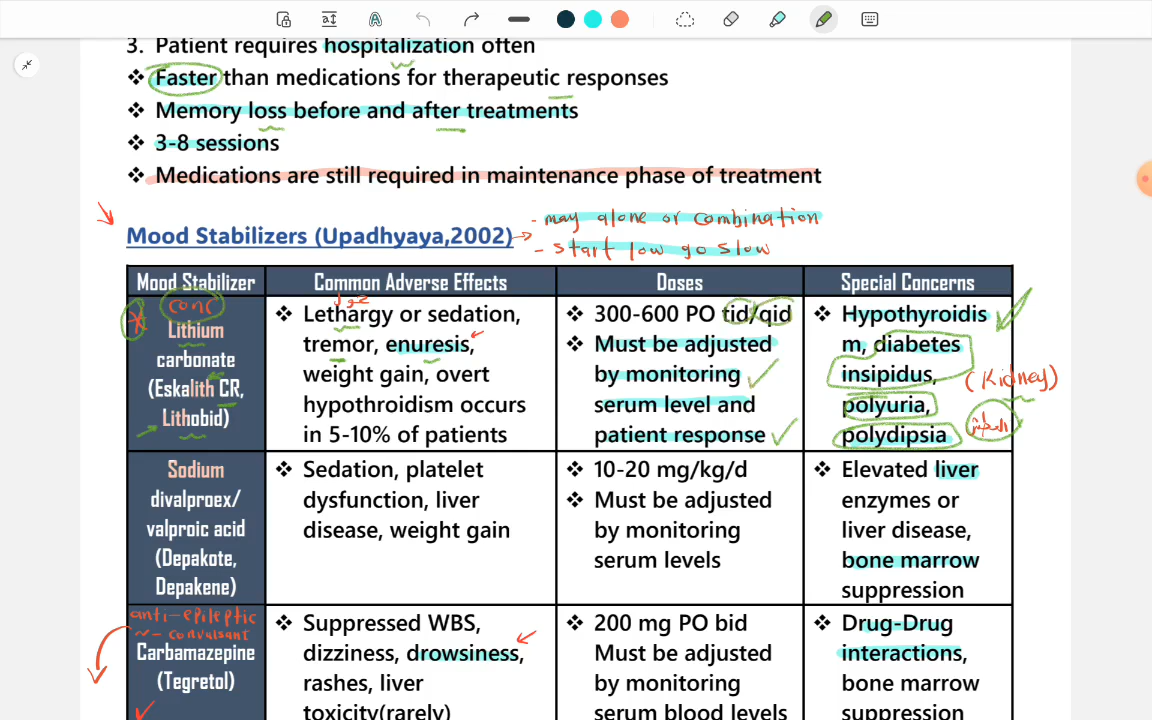 3. Patient requires hospitalization often
❖ Faster than medications for therapeutic responses
❖ Memory loss before and after treatments
❖ 3-8 sessions
❖ Medications are still required in maintenance phase of treatment
- may alone or combination
Mood Stabilizers (Upadhyaya,2002)
- start low go slow
Mood Stabilizer
Common Adverse Effects
Doses
Special Concerns
conc
Lithium
carbonate
(Eskalith CR,
Lithobid)
❖ Lethargy or sedation,
tremor, enuresis,
weight gain, overt
hypothroidism occurs
in 5-10% of patients
❖ 300-600 PO tid/qid
❖ Must be adjusted
by monitoring
serum level and
patient response
❖ Hypothyroidis
m, diabetes
insipidus,
polyuria,
polydipsia
(Kidney)
Sodium
divalproex/
valproic acid
(Depakote,
Depakene)
❖ Sedation, platelet
dysfunction, liver
disease, weight gain
❖ 10-20 mg/kg/d
❖ Must be adjusted
by monitoring
serum levels
❖ Elevated liver
enzymes or
liver disease,
bone marrow
suppression
anti-epileptic
~ - convulsant
Carbamazepine
(Tegretol)
❖ Suppressed WBS,
dizziness, drowsiness,
rashes, liver
toxicity(rarely)
❖ 200 mg PO bid
Must be adjusted
by monitoring
serum blood levels
❖ Drug-Drug
interactions,
bone marrow
suppression